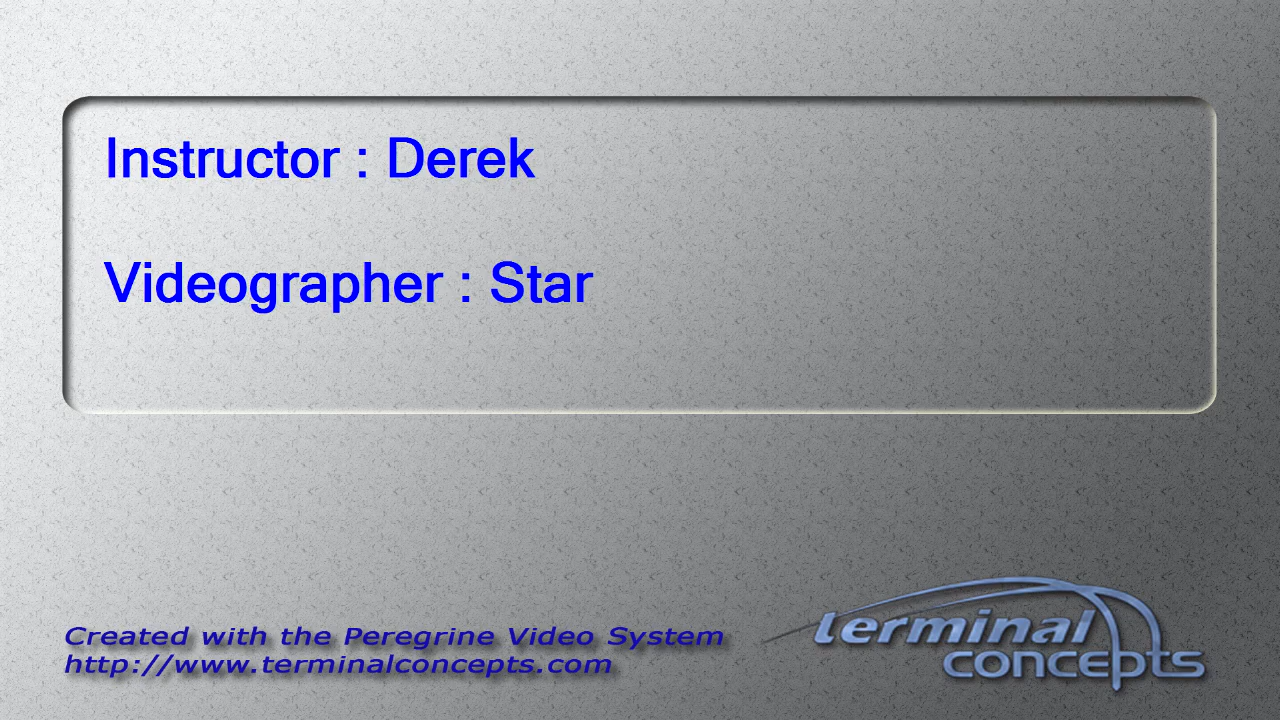 Instructor : Derek
Videographer : Star
Created with the Peregrine Video System
http://www.terminalconcepts.com
terminal
concepts